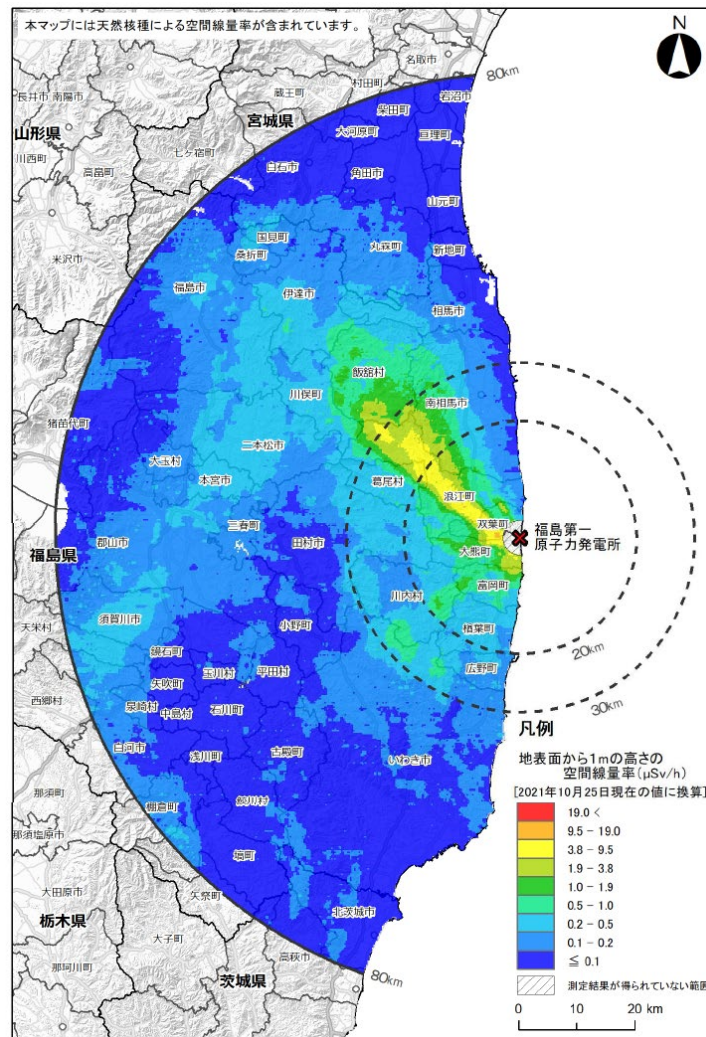 本マップには天然核種による空間線量率が含まれています。
N
80km
名取市
村田町
岩沼市
蔵王町
柴田町
長井市 南陽市
宮城県
大河原町
亘理町
山形県
七ヶ宿町
川西町
高畠町
白石市
角田市
山元町
米沢市
国見町
丸森町
新地町
桑折町
福島市
伊達市
相馬市
飯舘村
川俣町
南相馬市
猪苗代町
二本松市
大玉村
本宮市
葛尾村
浪江町
三春町
双葉町
福島第一
原子力発電所
郡山市
田村市
大熊町
福島県
富岡町
川内村
天栄村
須賀川市
小野町
楢葉町
鏡石町
20km
玉川村
平田村
広野町
西郷村
矢吹町
30km
泉崎村
中島村
石川町
凡例
白河市
浅川町
古殿町
いわき市
地表面から1mの高さの
空間線量率(μSv/h)
[2021年10月25日現在の値に換算]
那須町
棚倉町
鮫川村
19.0 <
那須塩原市
9.5 - 19.0
塙町
3.8 - 9.5
1.9 - 3.8
大田原市
矢祭町
1.0 - 1.9
栃木県
北茨城市
0.5 - 1.0
大子町
0.2 - 0.5
那珂川町
高萩市
0.1 - 0.2
茨城県
80km
≦ 0.1
測定結果が得られていない範囲
0 10 20 km